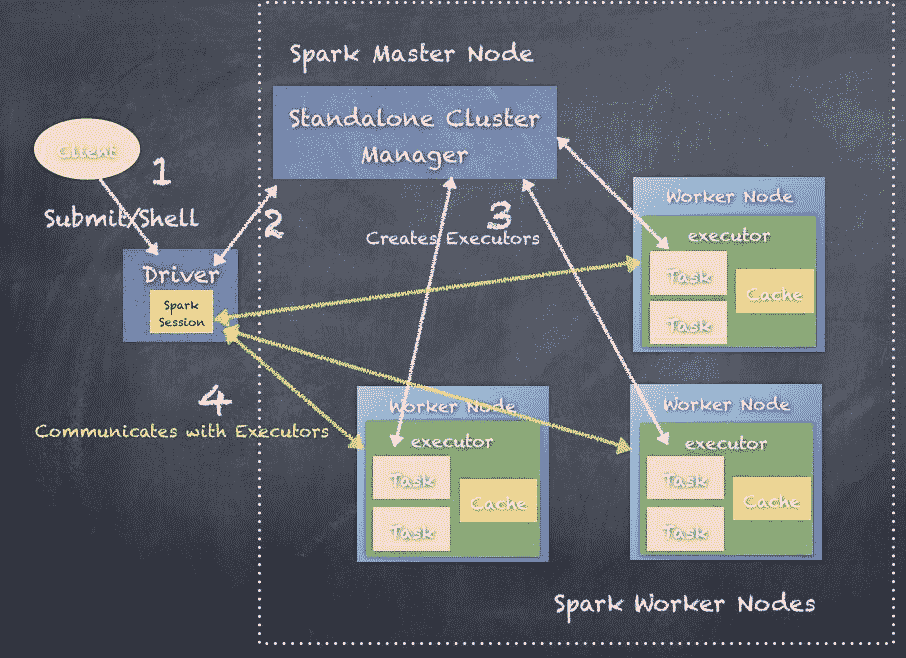 Spark Master Node
Standalone Cluster
Manager
Client
1
Submit/Shell
2
3
Creates Executors
Driver
Spark
Session
4
Communicates with Executors
Worker Node
executor
Task
Task
Cache
Worker Node
executor
Task
Task
Cache
Worker Node
executor
Task
Task
Cache
Spark Worker Nodes